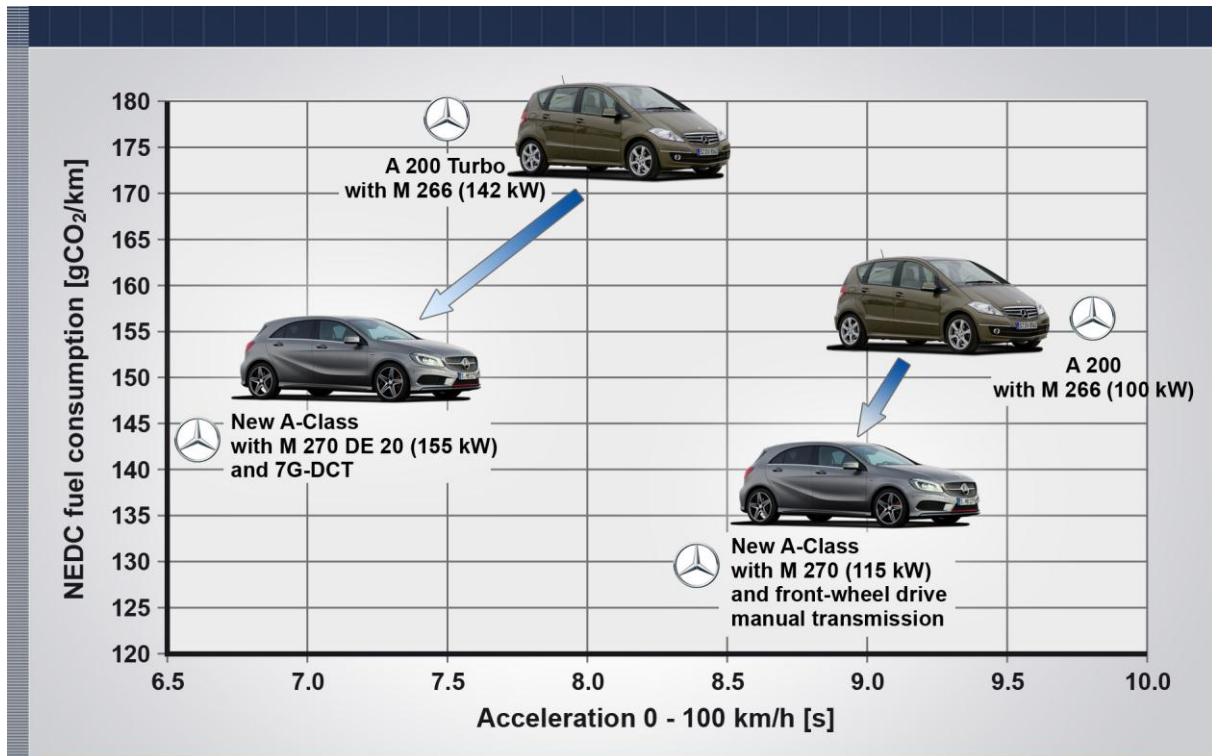 NEDC fuel consumption [gCO₂/km]
180
175
170
165
160
155
150
145
140
135
130
125
120
A 200 Turbo
with M 266 (142 kW)
New A-Class
with M 270 DE 20 (155 kW)
and 7G-DCT
A 200
with M 266 (100 kW)
New A-Class
with M 270 (115 kW)
and front-wheel drive
manual transmission
6.5 7.0 7.5 8.0 8.5 9.0 9.5 10.0
Acceleration 0 - 100 km/h [s]